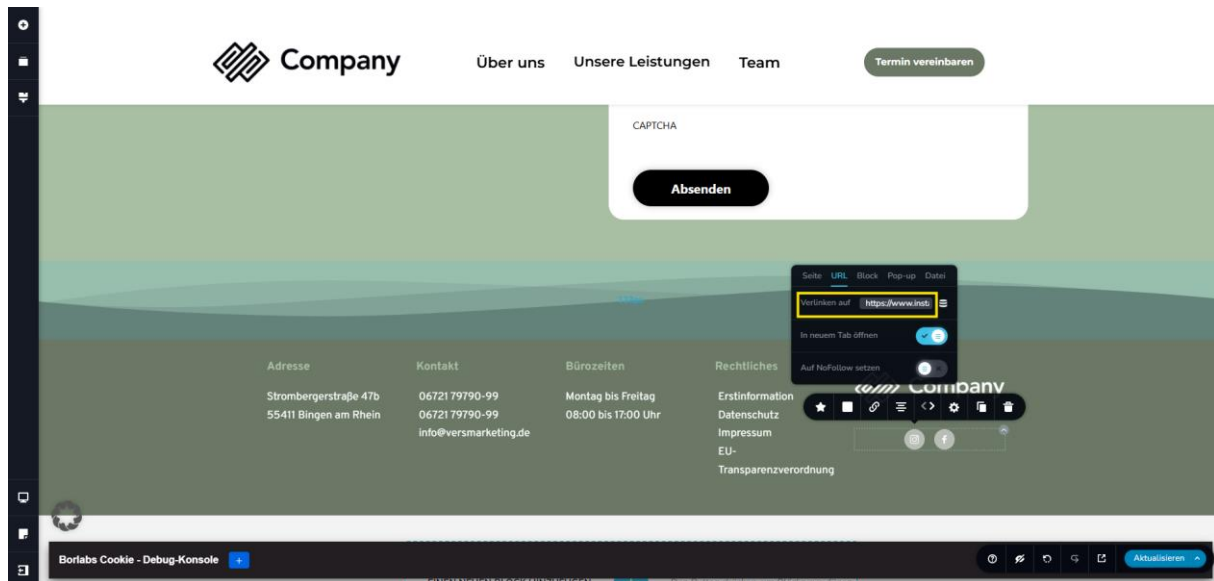 Company
Über uns
Unsere Leistungen
Team
Termin vereinbaren
CAPTCHA
Absenden
Seite URL Block Pop-up Datei
Verlinken auf https://www.inst
In neuem Tab öffnen
Auf NoFollow setzen
Adresse
Strombergerstraße 47b
55411 Bingen am Rhein
Kontakt
06721 79790-99
06721 79790-99
info@versmarketing.de
Bürozeiten
Montag bis Freitag
08:00 bis 17:00 Uhr
Rechtliches
Erstinformation
Datenschutz
Impressum
EU-
Transparenzverordnung
Company
Borlabs Cookie - Debug-Konsole +
Aktualisieren